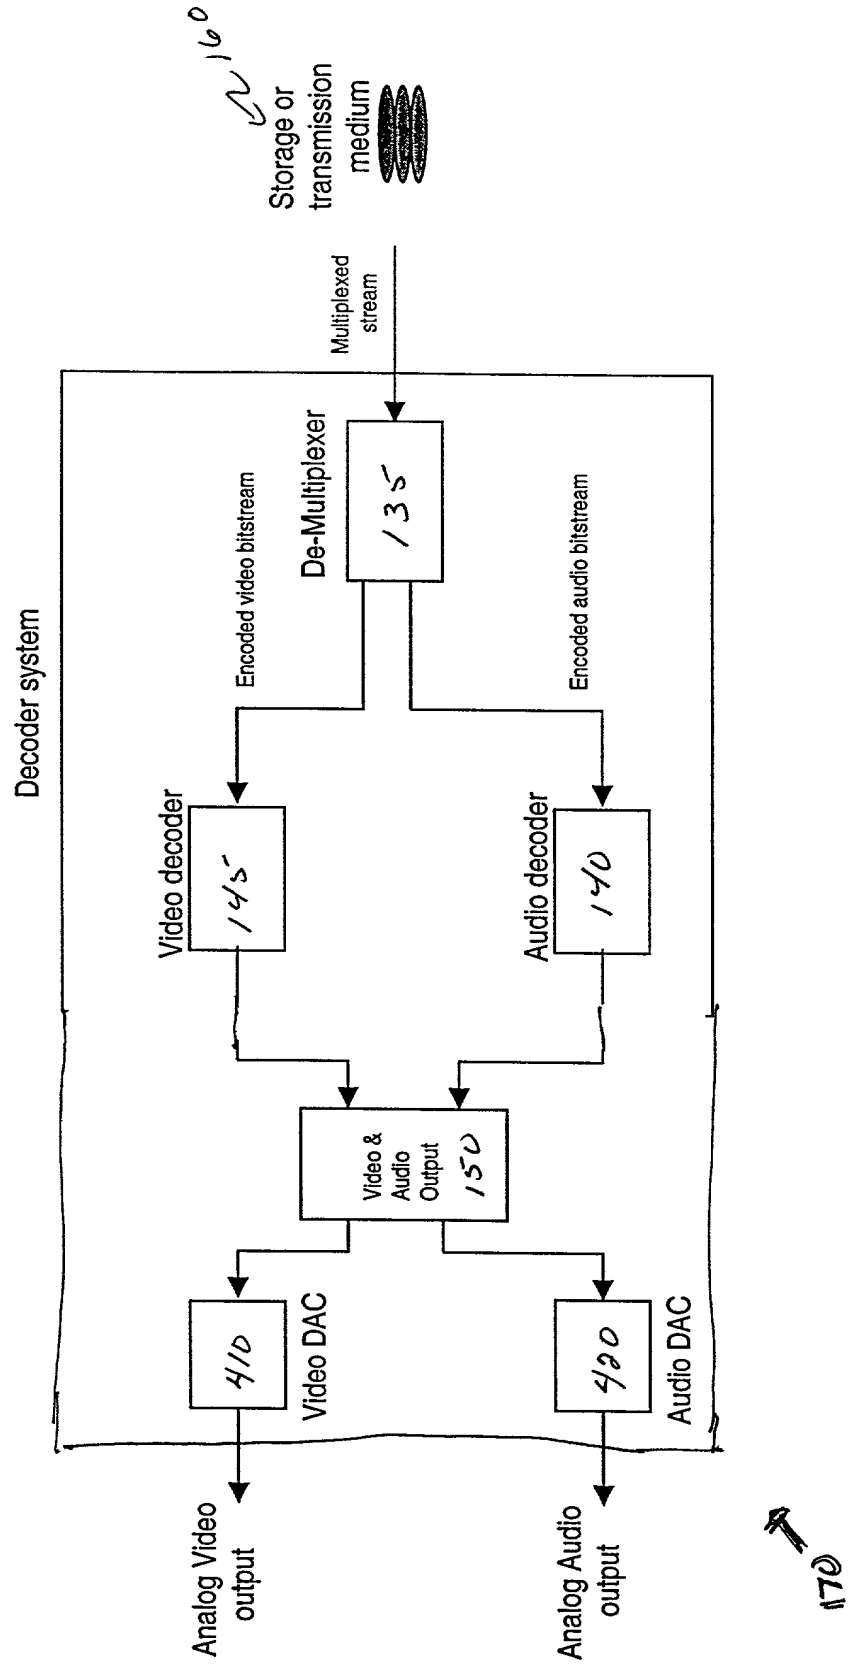 Decoder system
Storage or
transmission
medium
160
Multiplexed
stream
De-Multiplexer
135
Encoded video bitstream
Encoded audio bitstream
Video decoder
145
Audio decoder
140
Video &
Audio
Output
150
410
Video DAC
420
Audio DAC
Analog Video
output
Analog Audio
output
170